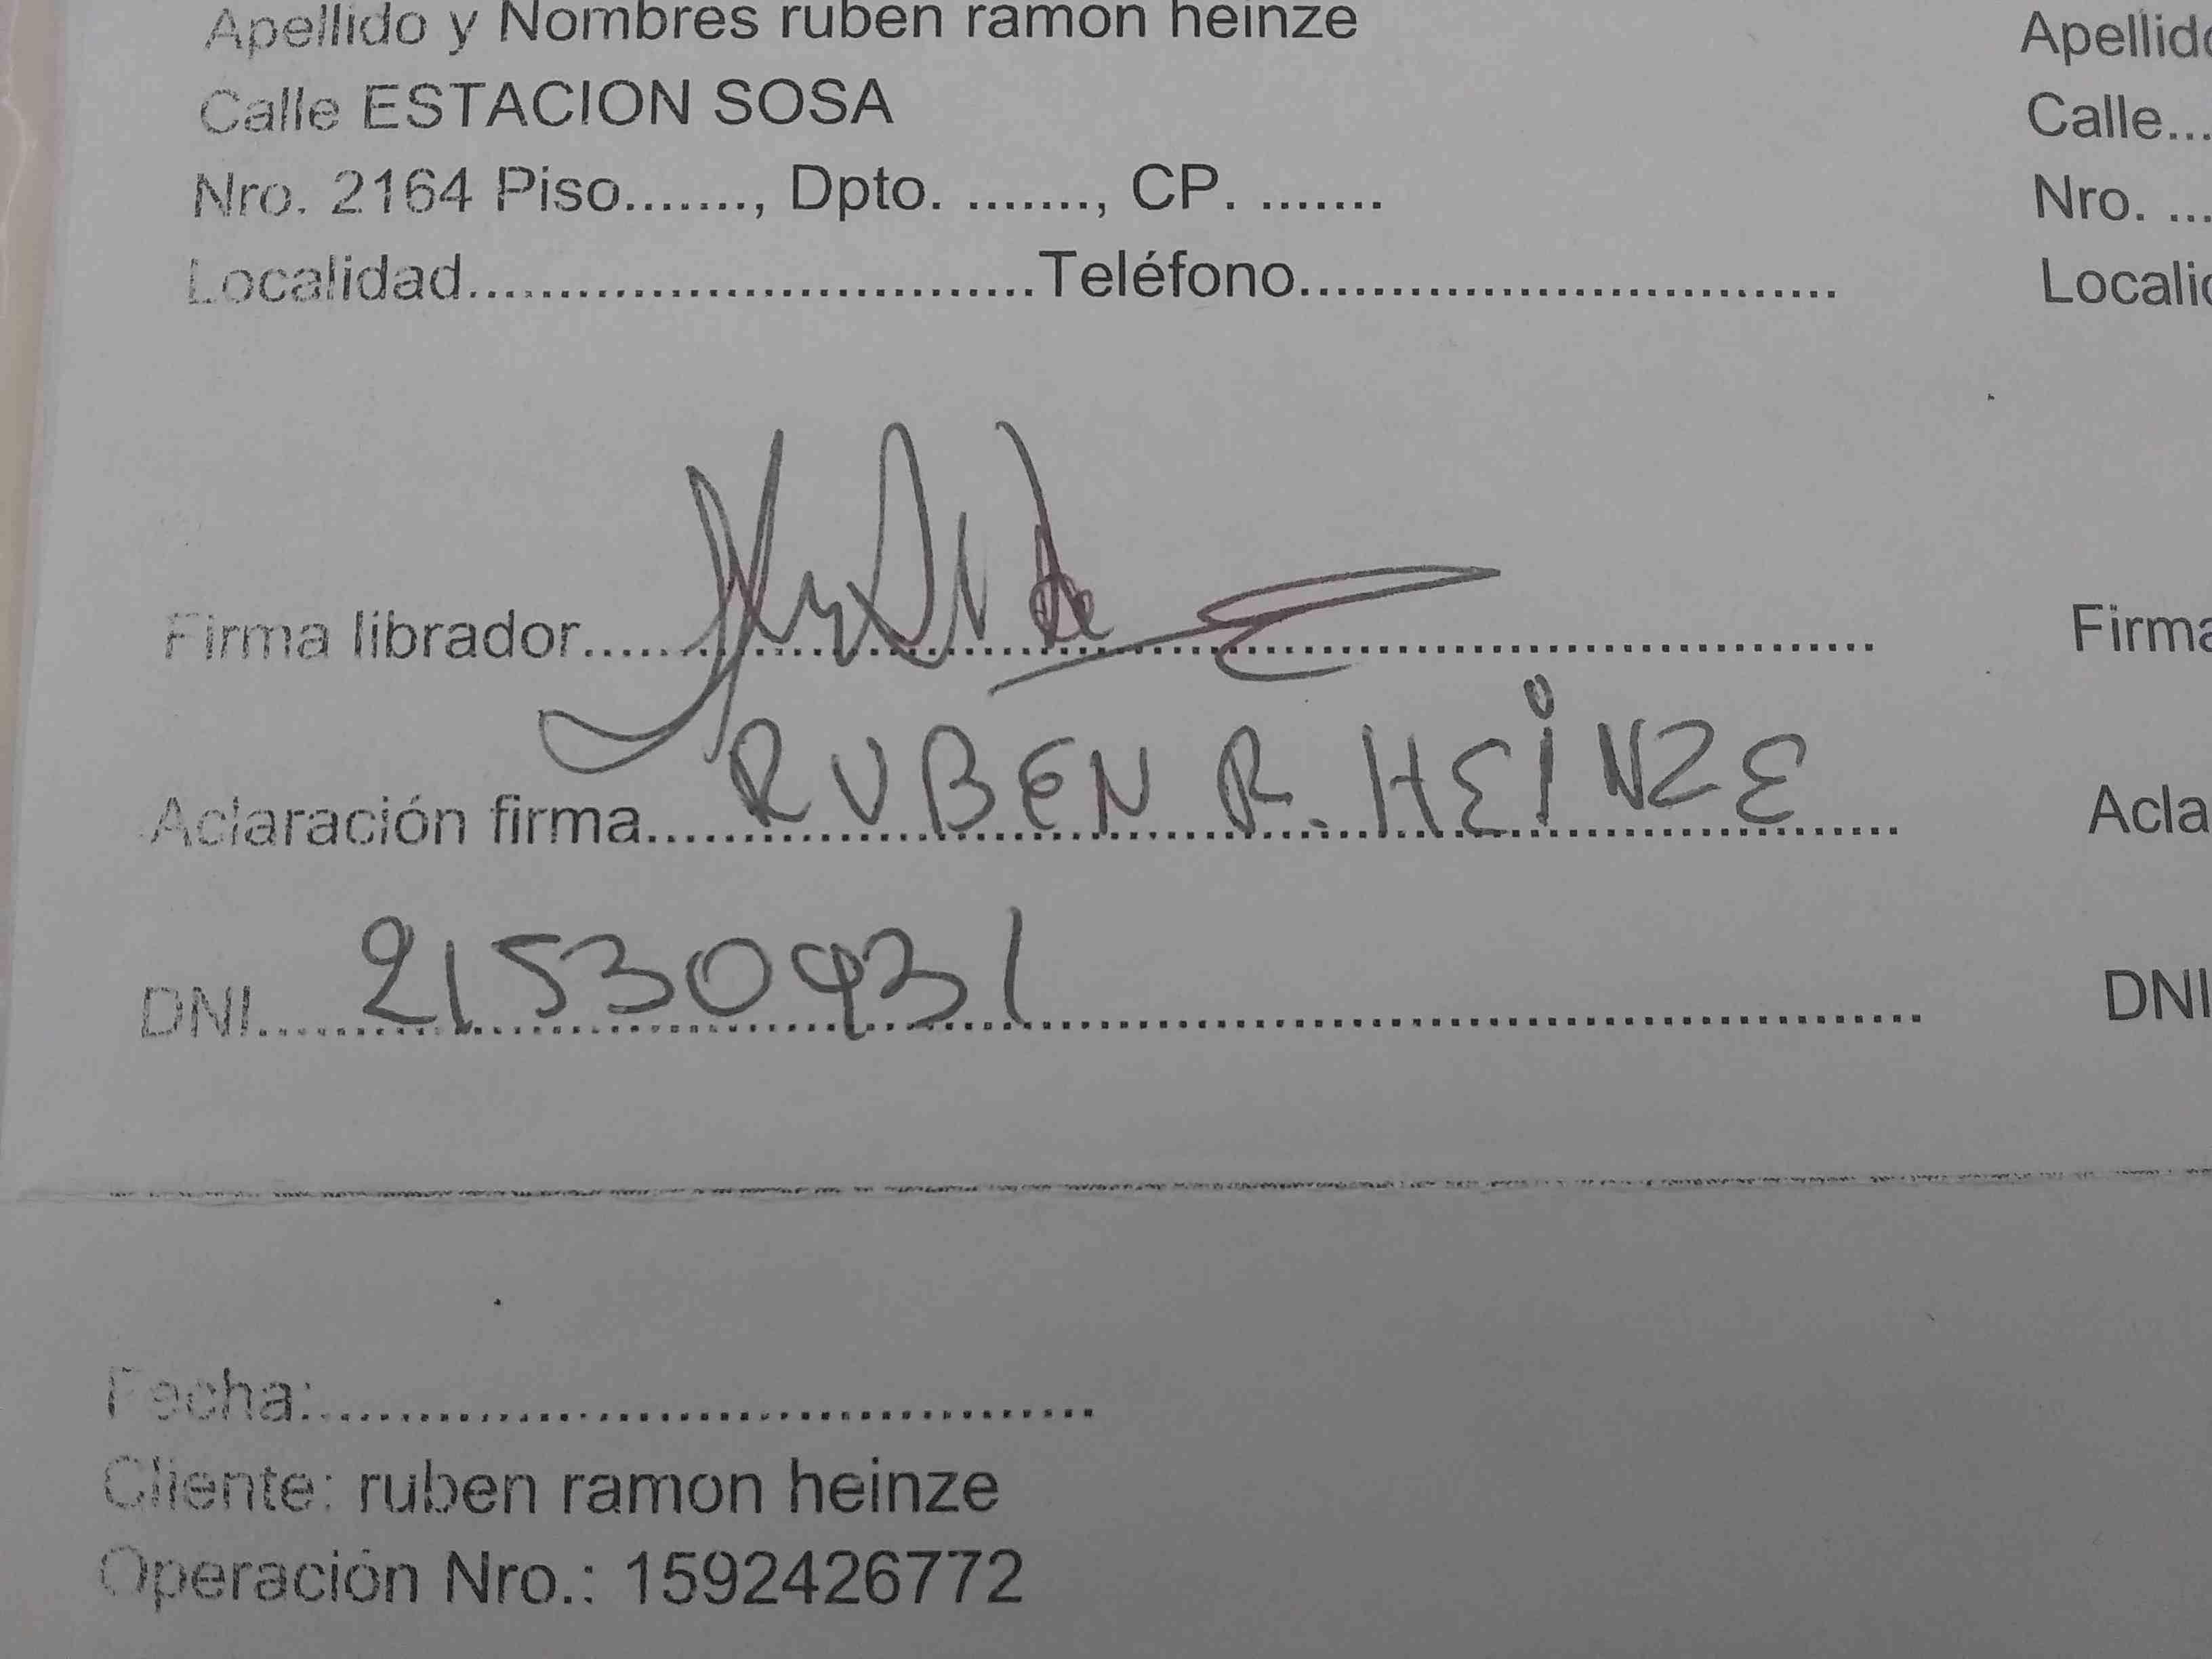 Apellido y Nombres ruben ramon heinze
Calle ESTACION SOSA
Nro. 2164 Piso......., Dpto. ......., CP. .......
Localidad.................................Teléfono...............................
Firma librador...........................................................................
Aclaración firma....RUBEN R. HEINZE....
DNI....21530931....
Fecha:.............................................
Cliente: ruben ramon heinze
Operación Nro.: 1592426772
Apellido
Calle...
Nro. ...
Localid
Firma
Acla
DNI